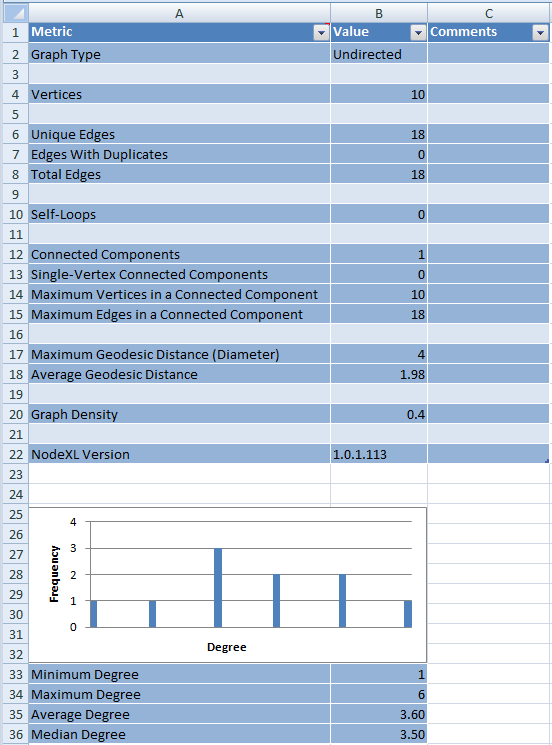 A B C
1 Metric Value Comments
2 Graph Type Undirected
3
4 Vertices 10
5
6 Unique Edges 18
7 Edges With Duplicates 0
8 Total Edges 18
9
10 Self-Loops 0
11
12 Connected Components 1
13 Single-Vertex Connected Components 0
14 Maximum Vertices in a Connected Component 10
15 Maximum Edges in a Connected Component 18
16
17 Maximum Geodesic Distance (Diameter) 4
18 Average Geodesic Distance 1.98
19
20 Graph Density 0.4
21
22 NodeXL Version 1.0.1.113
23
24
25
26
27
28
29
30
31
32
4
3
2
1
0
Frequency
Degree
33 Minimum Degree 1
34 Maximum Degree 6
35 Average Degree 3.60
36 Median Degree 3.50